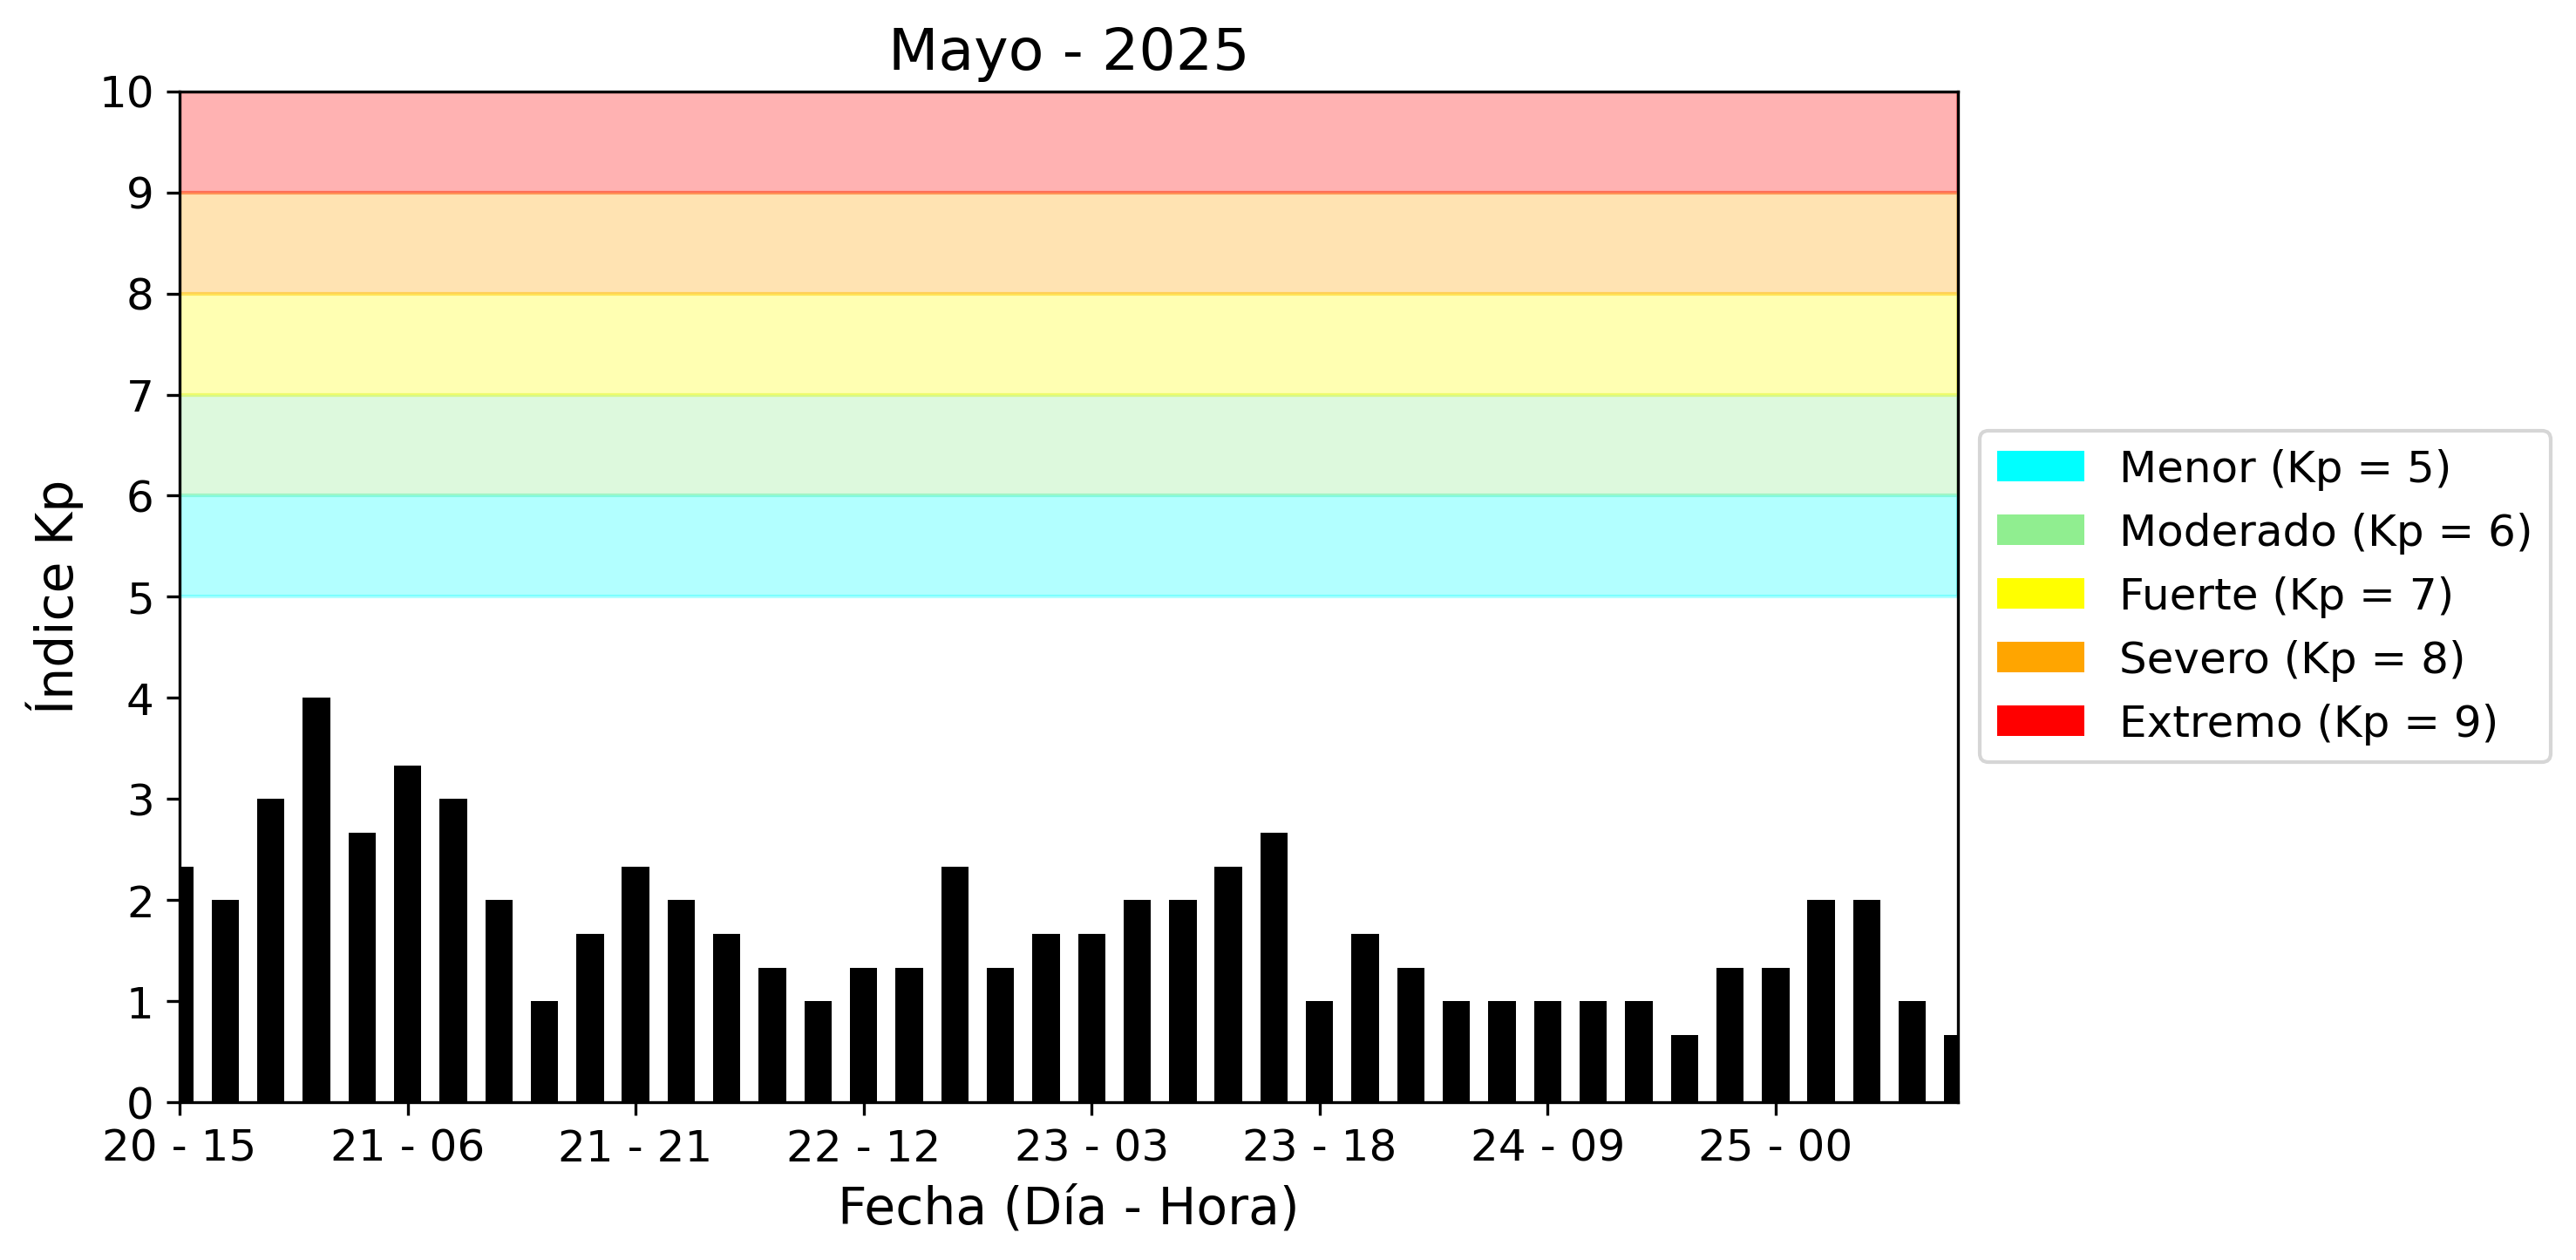 Mayo - 2025
10
9
8
7
6
5
4
3
2
1
0
Índice Kp
20 - 15
21 - 06
21 - 21
22 - 12
23 - 03
23 - 18
24 - 09
25 - 00
Fecha (Día - Hora)
Menor (Kp = 5)
Moderado (Kp = 6)
Fuerte (Kp = 7)
Severo (Kp = 8)
Extremo (Kp = 9)